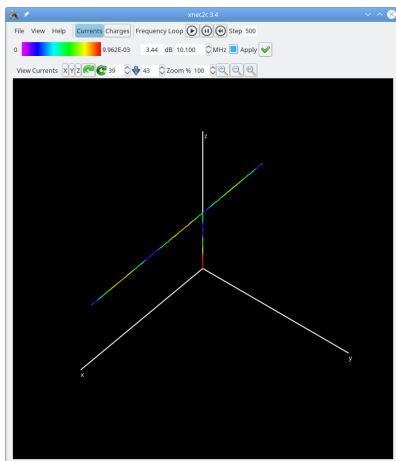 xnec2c 3.4
File View Help Currents Charges Frequency Loop Step 500
0 9.962E-03 3.44 dB 10.100 MHz Apply
View Currents X Y Z 39 43 Zoom % 100
z
x
y